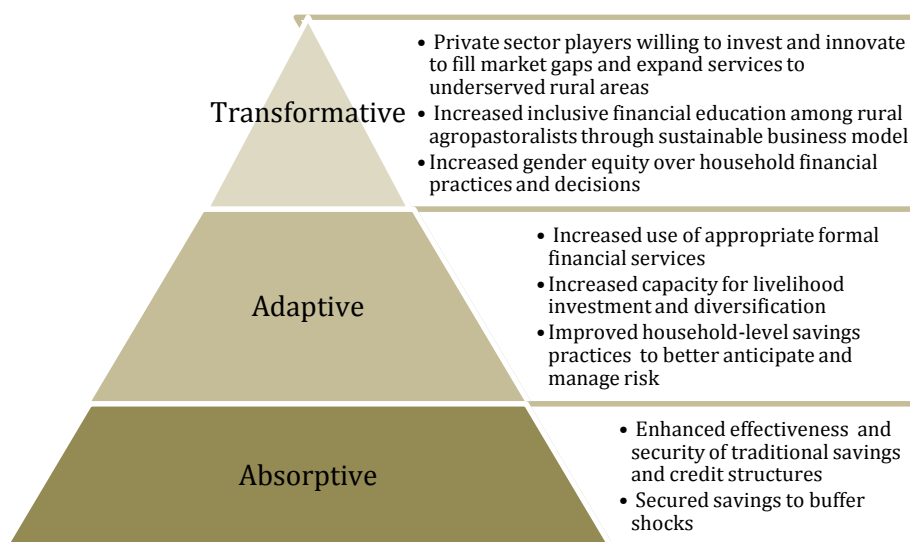 Transformative
• Private sector players willing to invest and innovate
to fill market gaps and expand services to
underserved rural areas
• Increased inclusive financial education among rural
agropastoralists through sustainable business model
• Increased gender equity over household financial
practices and decisions
Adaptive
• Increased use of appropriate formal
financial services
• Increased capacity for livelihood
investment and diversification
• Improved household-level savings
practices to better anticipate and
manage risk
Absorptive
• Enhanced effectiveness and
security of traditional savings
and credit structures
• Secured savings to buffer
shocks